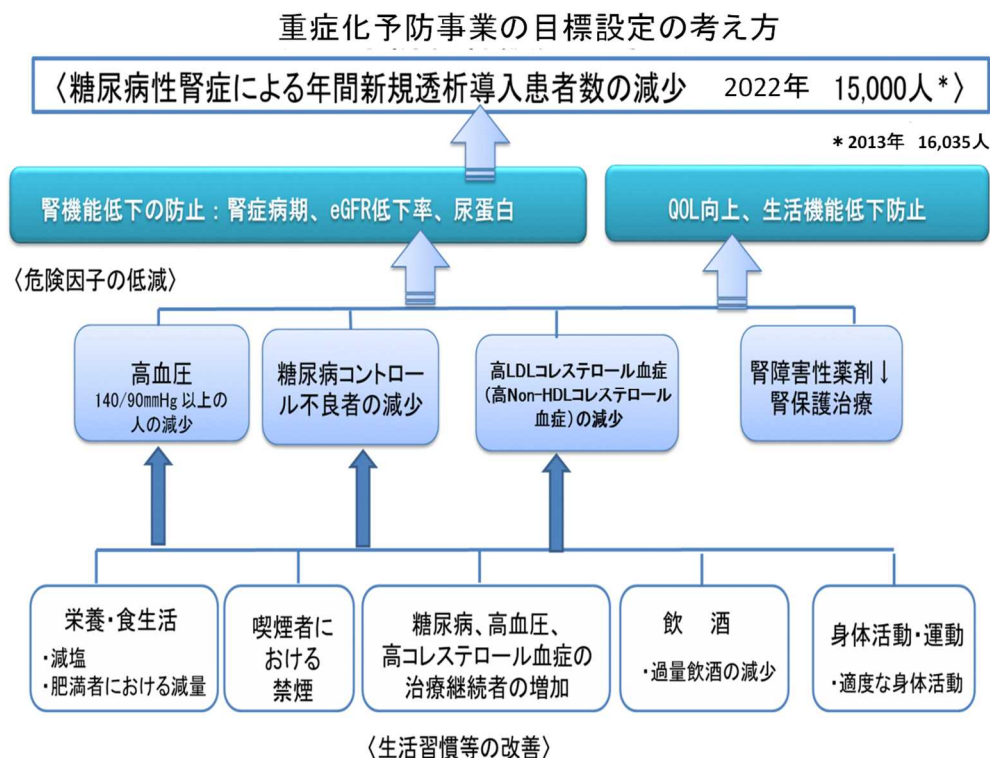 重症化予防事業の目標設定の考え方
〈糖尿病性腎症による年間新規透析導入患者数の減少 2022年 15,000人*〉
*2013年 16,035人
腎機能低下の防止:腎症病期、eGFR低下率、尿蛋白
QOL向上、生活機能低下防止
〈危険因子の低減〉
高血圧
140/90mmHg以上の
人の減少
糖尿病コントロー
ル不良者の減少
高LDLコレステロール血症
(高Non-HDLコレステロール
血症)の減少
腎障害性薬剤↓
腎保護治療
栄養・食生活
・減塩
・肥満者における減量
喫煙者に
おける
禁煙
糖尿病、高血圧、
高コレステロール血症の
治療継続者の増加
飲 酒
・過量飲酒の減少
身体活動・運動
・適度な身体活動
〈生活習慣等の改善〉